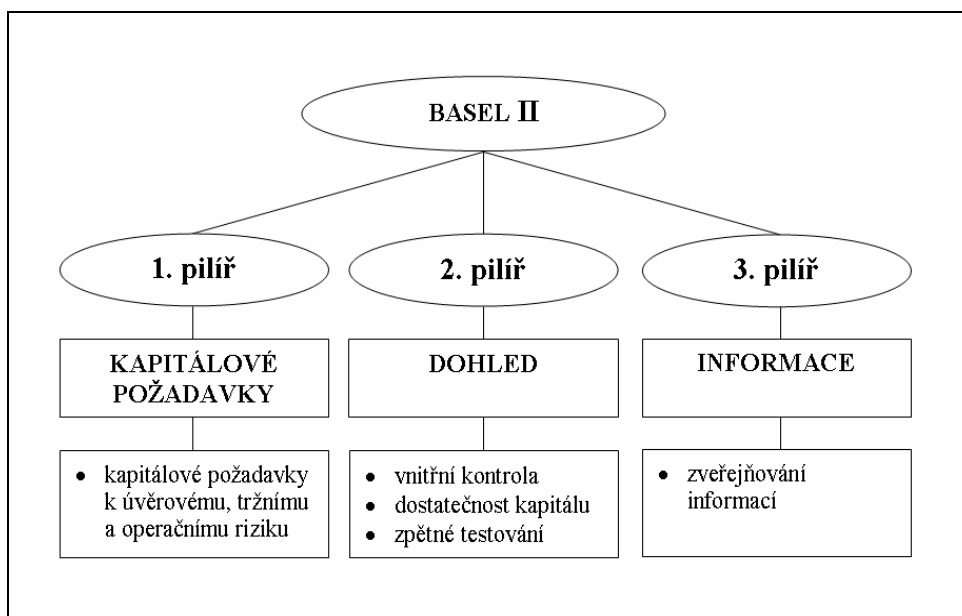 BASEL II
1. pilíř
2. pilíř
3. pilíř
KAPITÁLOVÉ
POŽADAVKY
DOHLED
INFORMACE
• kapitálové požadavky
k úvěrovému, tržnímu
a operačnímu riziku
• vnitřní kontrola
• dostatečnost kapitálu
• zpětné testování
• zveřejňování
informací